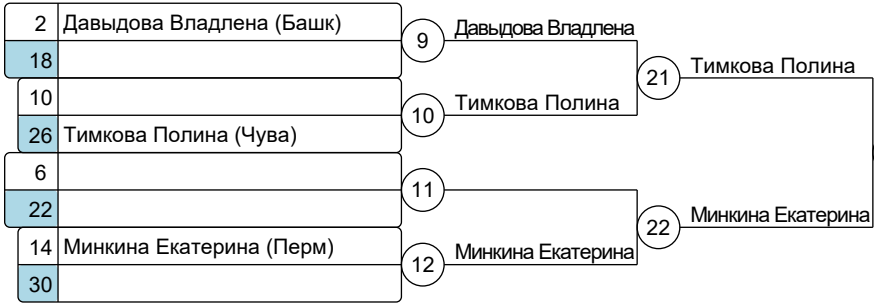 2 Давыдова Владлена (Башк)
18
10
26 Тимкова Полина (Чува)
6
22
14 Минкина Екатерина (Перм)
30
9 Давыдова Владлена
10 Тимкова Полина
11
12 Минкина Екатерина
21 Тимкова Полина
22 Минкина Екатерина